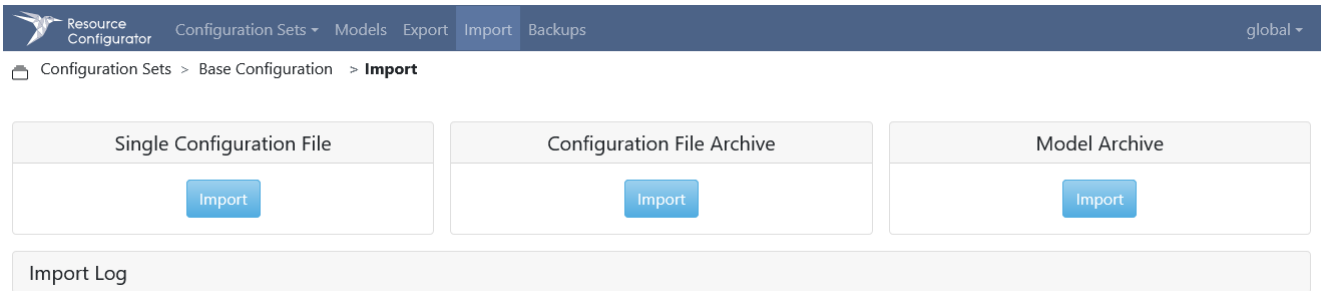 Resource
Configurator
Configuration Sets Models Export Import Backups global
Configuration Sets > Base Configuration > Import
Single Configuration File Configuration File Archive Model Archive
Import Import Import
Import Log